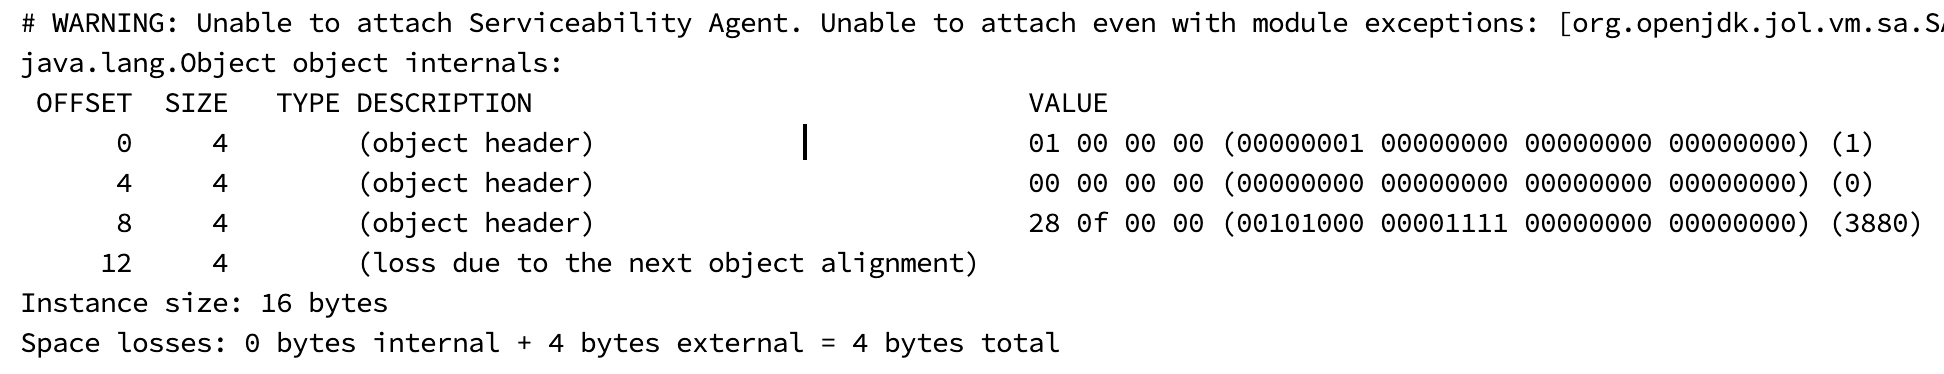 # WARNING: Unable to attach Serviceability Agent. Unable to attach even with module exceptions: [org.openjdk.jol.vm.sa.SA
java.lang.Object object internals:
 OFFSET  SIZE   TYPE DESCRIPTION                               VALUE
      0     4        (object header)                           01 00 00 00 (00000001 00000000 00000000 00000000) (1)
      4     4        (object header)                           00 00 00 00 (00000000 00000000 00000000 00000000) (0)
      8     4        (object header)                           28 0f 00 00 (00101000 00001111 00000000 00000000) (3880)
     12     4        (loss due to the next object alignment)
Instance size: 16 bytes
Space losses: 0 bytes internal + 4 bytes external = 4 bytes total